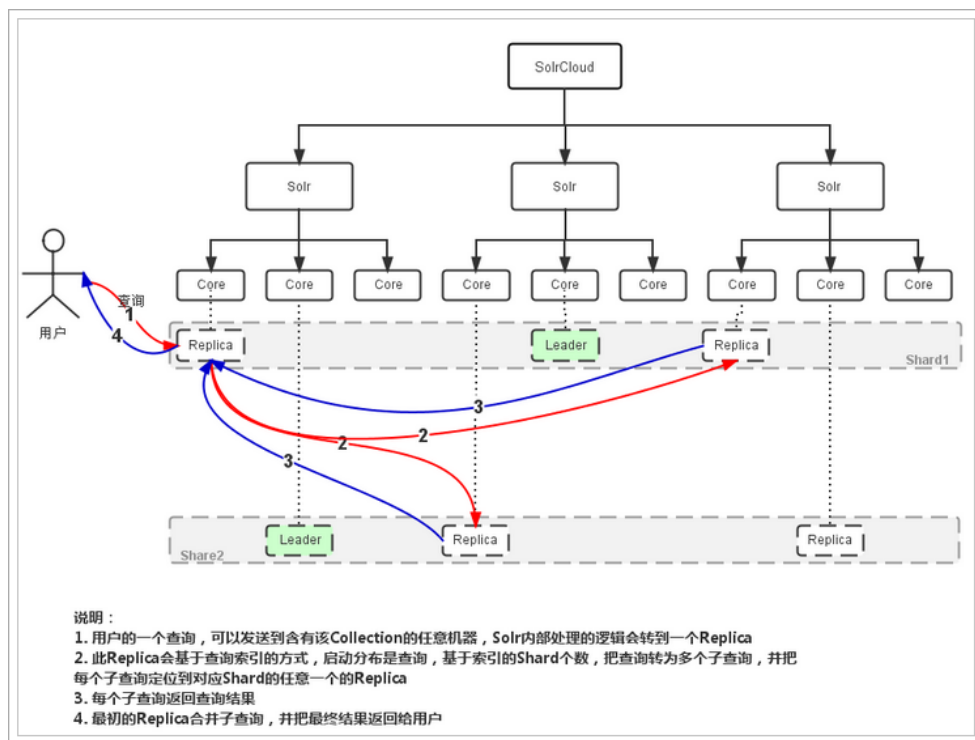 SolrCloud
Solr Solr Solr
Core Core Core Core Core Core Core Core Core
用户
查询
1
4
Replica Leader Replica
Shard1
3
2 2
3
Leader Replica Replica
Share2
说明：
1. 用户的一个查询，可以发送到含有该Collection的任意机器，Solr内部处理的逻辑会转到一个Replica
2. 此Replica会基于查询索引的方式，启动分布是查询，基于索引的Shard个数，把查询转为多个子查询，并把
每个子查询定位到对应Shard的任意一个的Replica
3. 每个子查询返回查询结果
4. 最初的Replica合并子查询，并把最终结果返回给用户